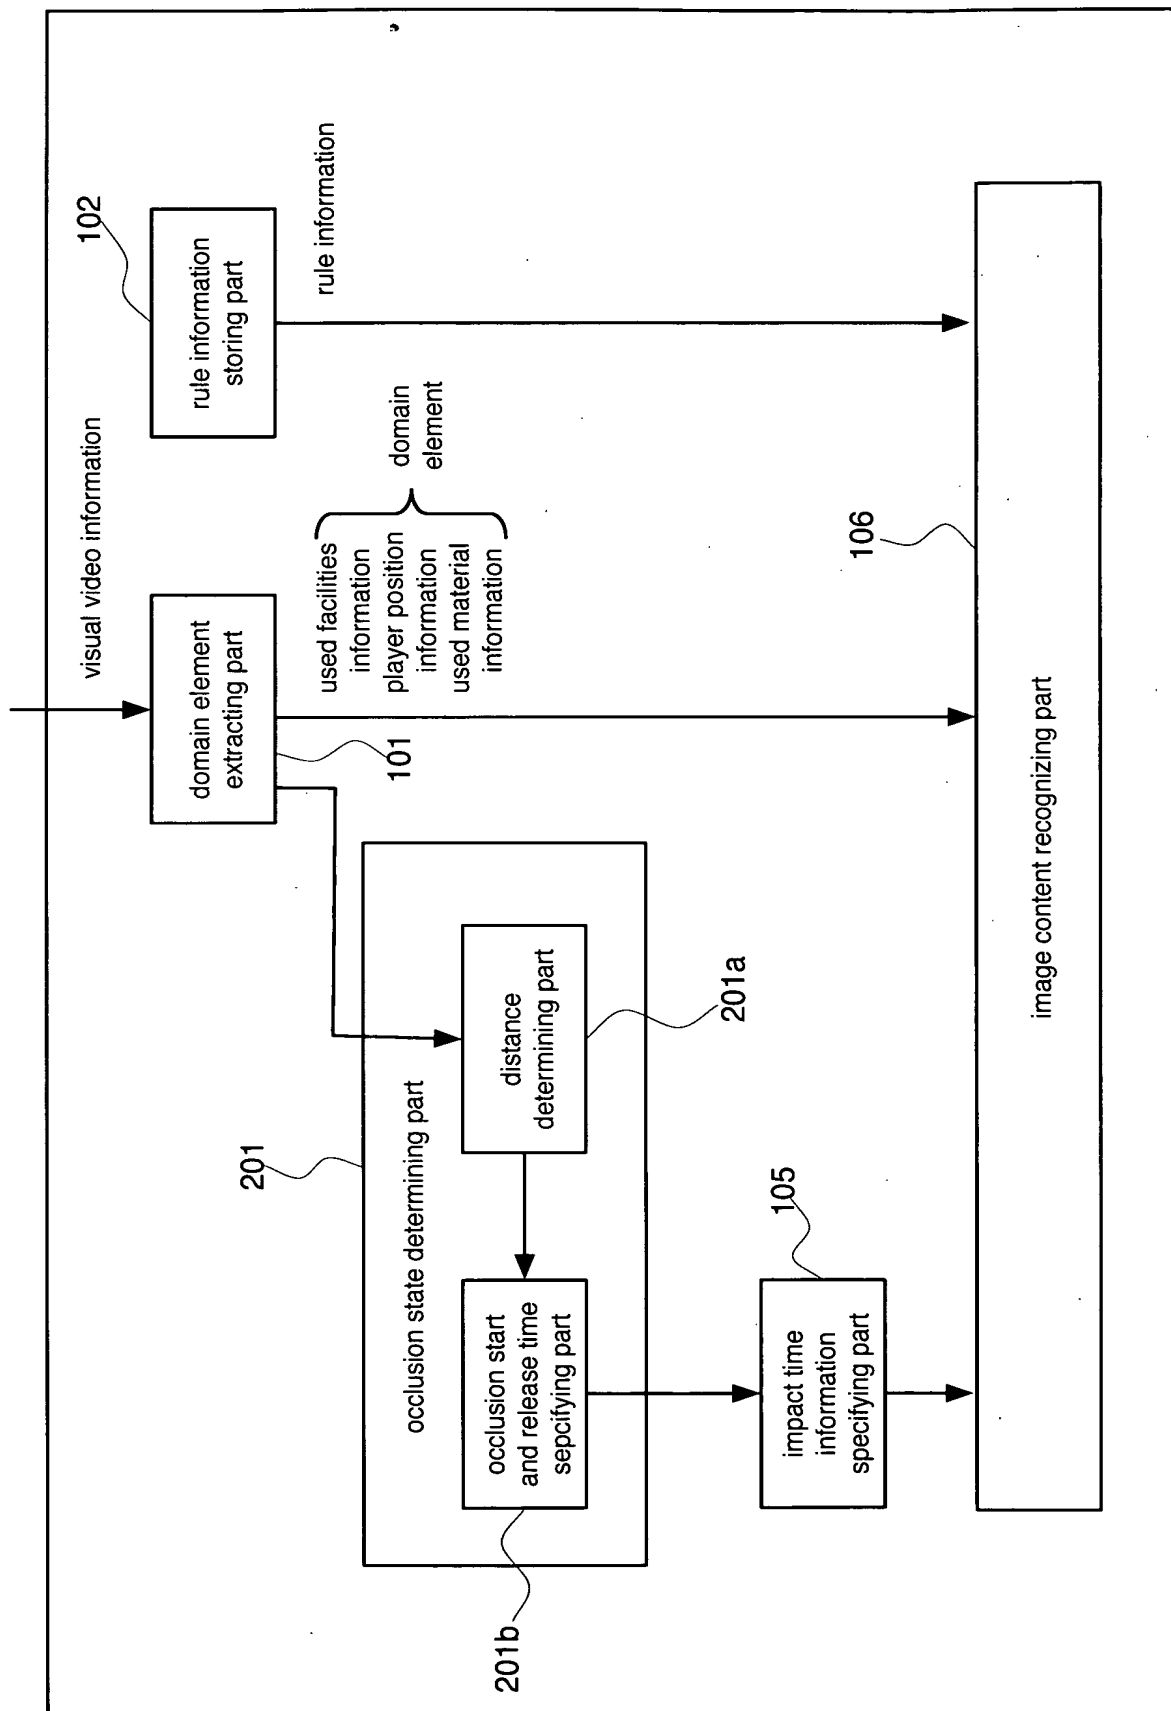 visual video information
102
domain element
extracting part
rule information
storing part
101
used facilities
information
player position
information
used material
information
domain
element
rule information
201
occlusion state determining part
occlusion start
and release time
sepcifying part
distance
determining part
201b
201a
105
impact time
information
specifying part
106
image content recognizing part